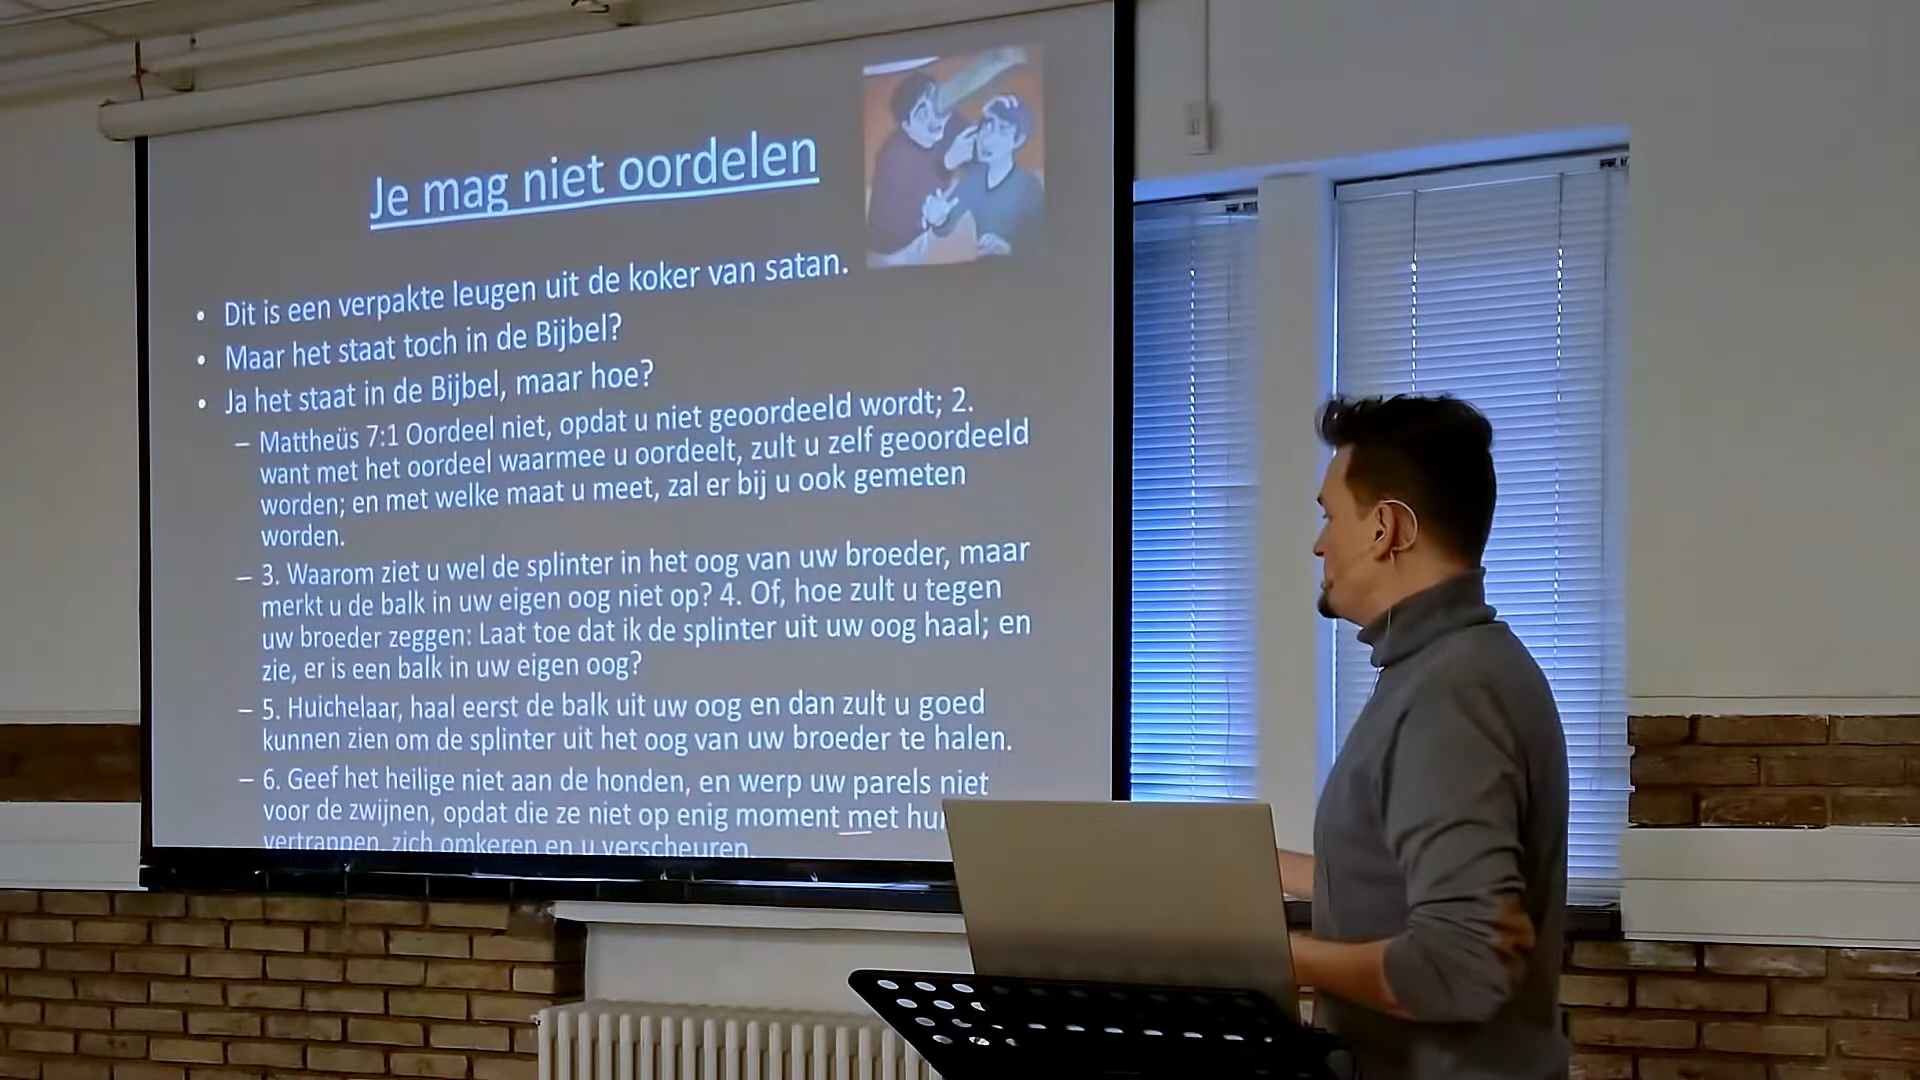 Je mag niet oordelen
• Dit is een verpakte leugen uit de koker van satan.
• Maar het staat toch in de Bijbel?
• Ja het staat in de Bijbel, maar hoe?
– Mattheüs 7:1 Oordeel niet, opdat u niet geoordeeld wordt; 2.
want met het oordeel waarmee u oordeelt, zult u zelf geoordeeld
worden; en met welke maat u meet, zal er bij u ook gemeten
worden.
– 3. Waarom ziet u wel de splinter in het oog van uw broeder, maar
merkt u de balk in uw eigen oog niet op? 4. Of, hoe zult u tegen
uw broeder zeggen: Laat toe dat ik de splinter uit uw oog haal; en
zie, er is een balk in uw eigen oog?
– 5. Huichelaar, haal eerst de balk uit uw oog en dan zult u goed
kunnen zien om de splinter uit het oog van uw broeder te halen.
– 6. Geef het heilige niet aan de honden, en werp uw parels niet
voor de zwijnen, opdat die ze niet op enig moment met
vertrappen, zich omkeren en u verscheuren.